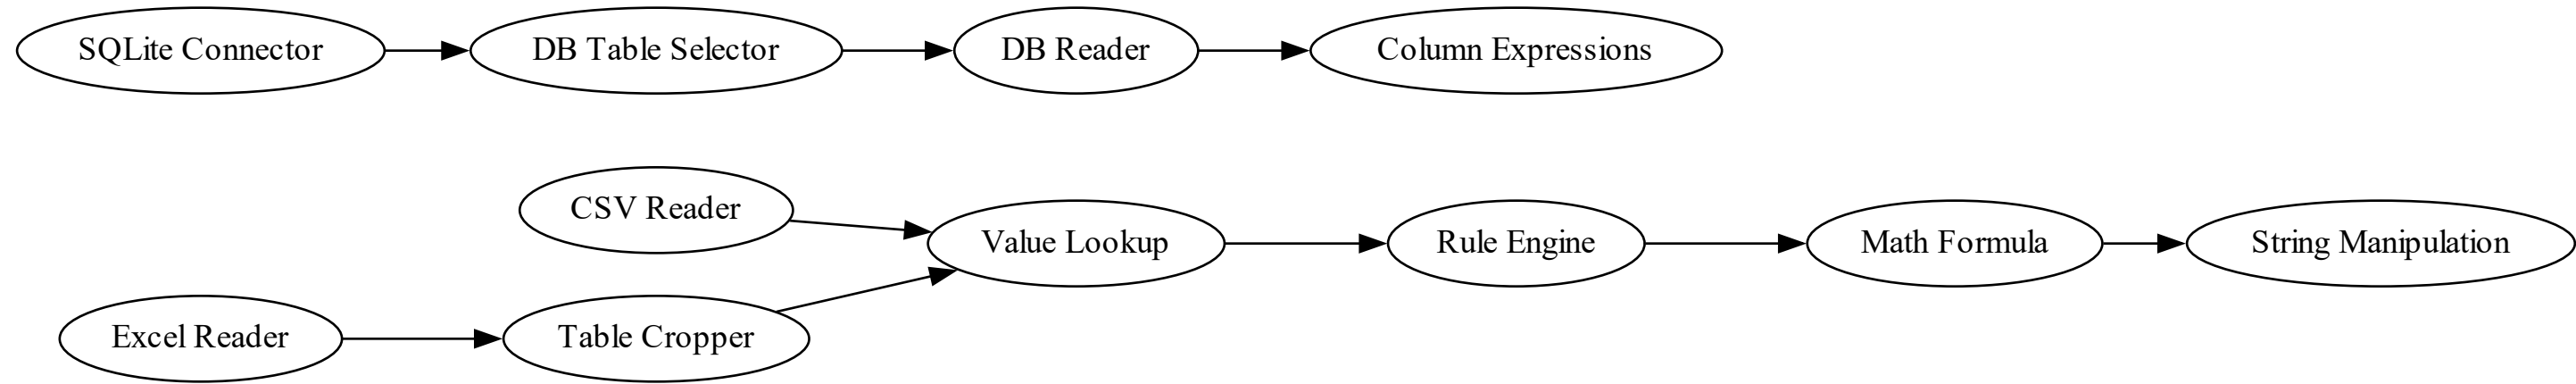 SQLite Connector
DB Table Selector
DB Reader
Column Expressions
CSV Reader
Value Lookup
Rule Engine
Math Formula
String Manipulation
Excel Reader
Table Cropper